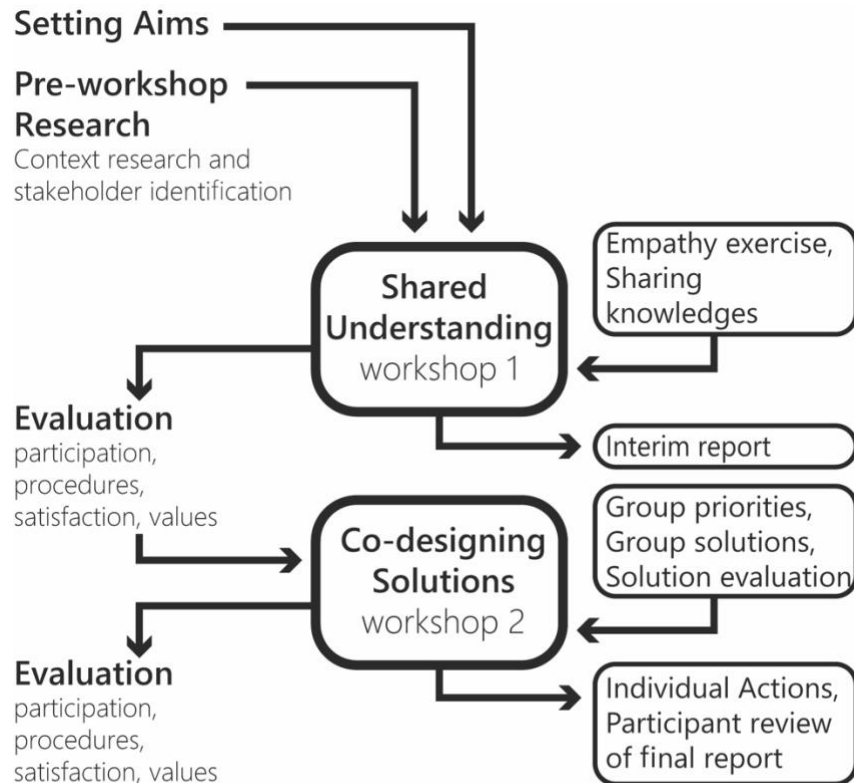 Setting Aims
Pre-workshop
Research
Context research and
stakeholder identification
Shared
Understanding
workshop 1
Empathy exercise,
Sharing
knowledges
Evaluation
participation,
procedures,
satisfaction, values
Interim report
Co-designing
Solutions
workshop 2
Group priorities,
Group solutions,
Solution evaluation
Evaluation
participation,
procedures,
satisfaction, values
Individual Actions,
Participant review
of final report